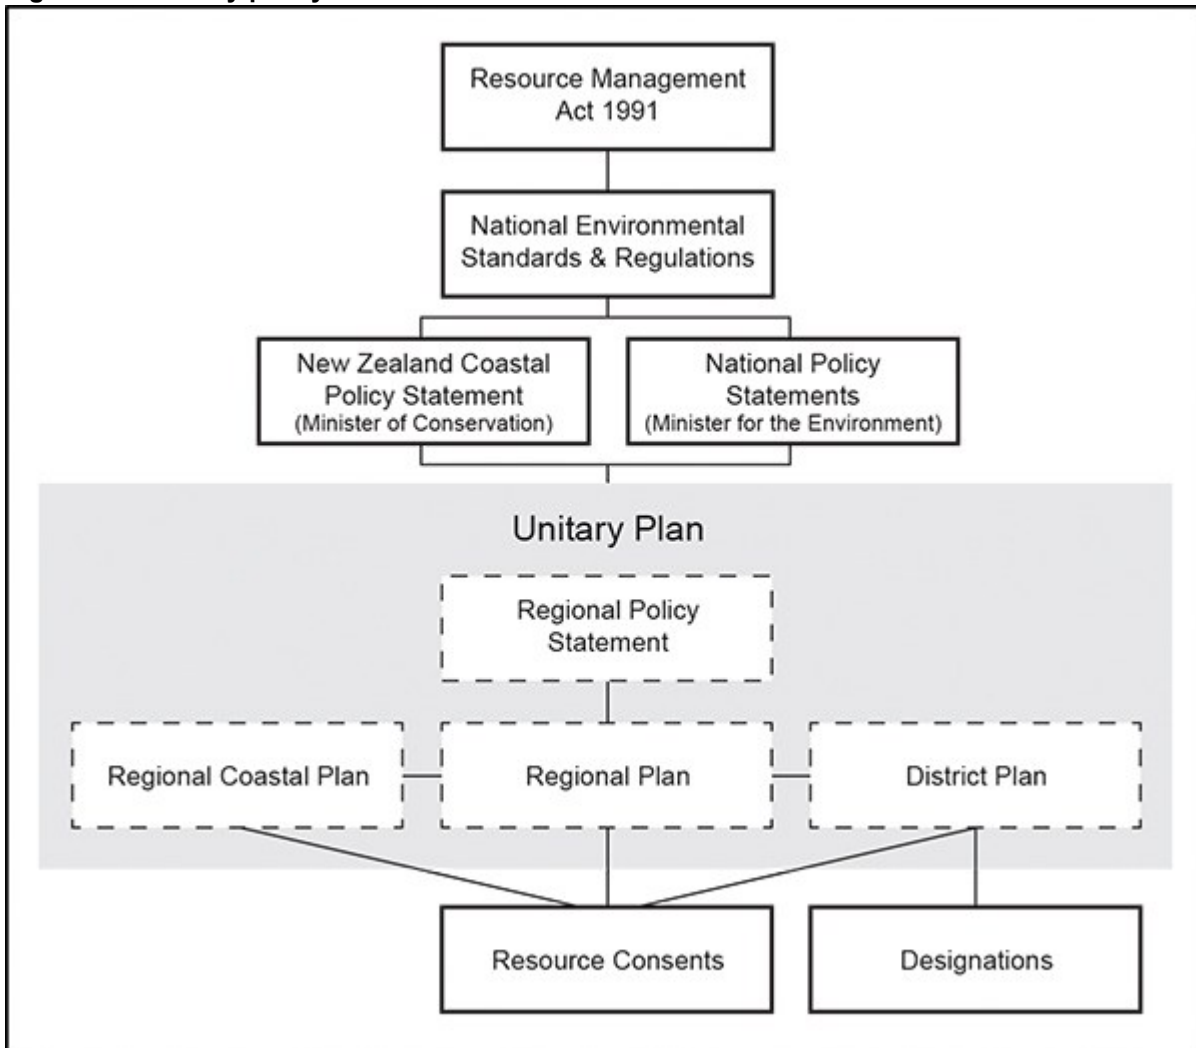 Resource Management
Act 1991
National Environmental
Standards & Regulations
New Zealand Coastal
Policy Statement
(Minister of Conservation)
National Policy
Statements
(Minister for the Environment)
Unitary Plan
Regional Policy
Statement
Regional Coastal Plan
Regional Plan
District Plan
Resource Consents
Designations